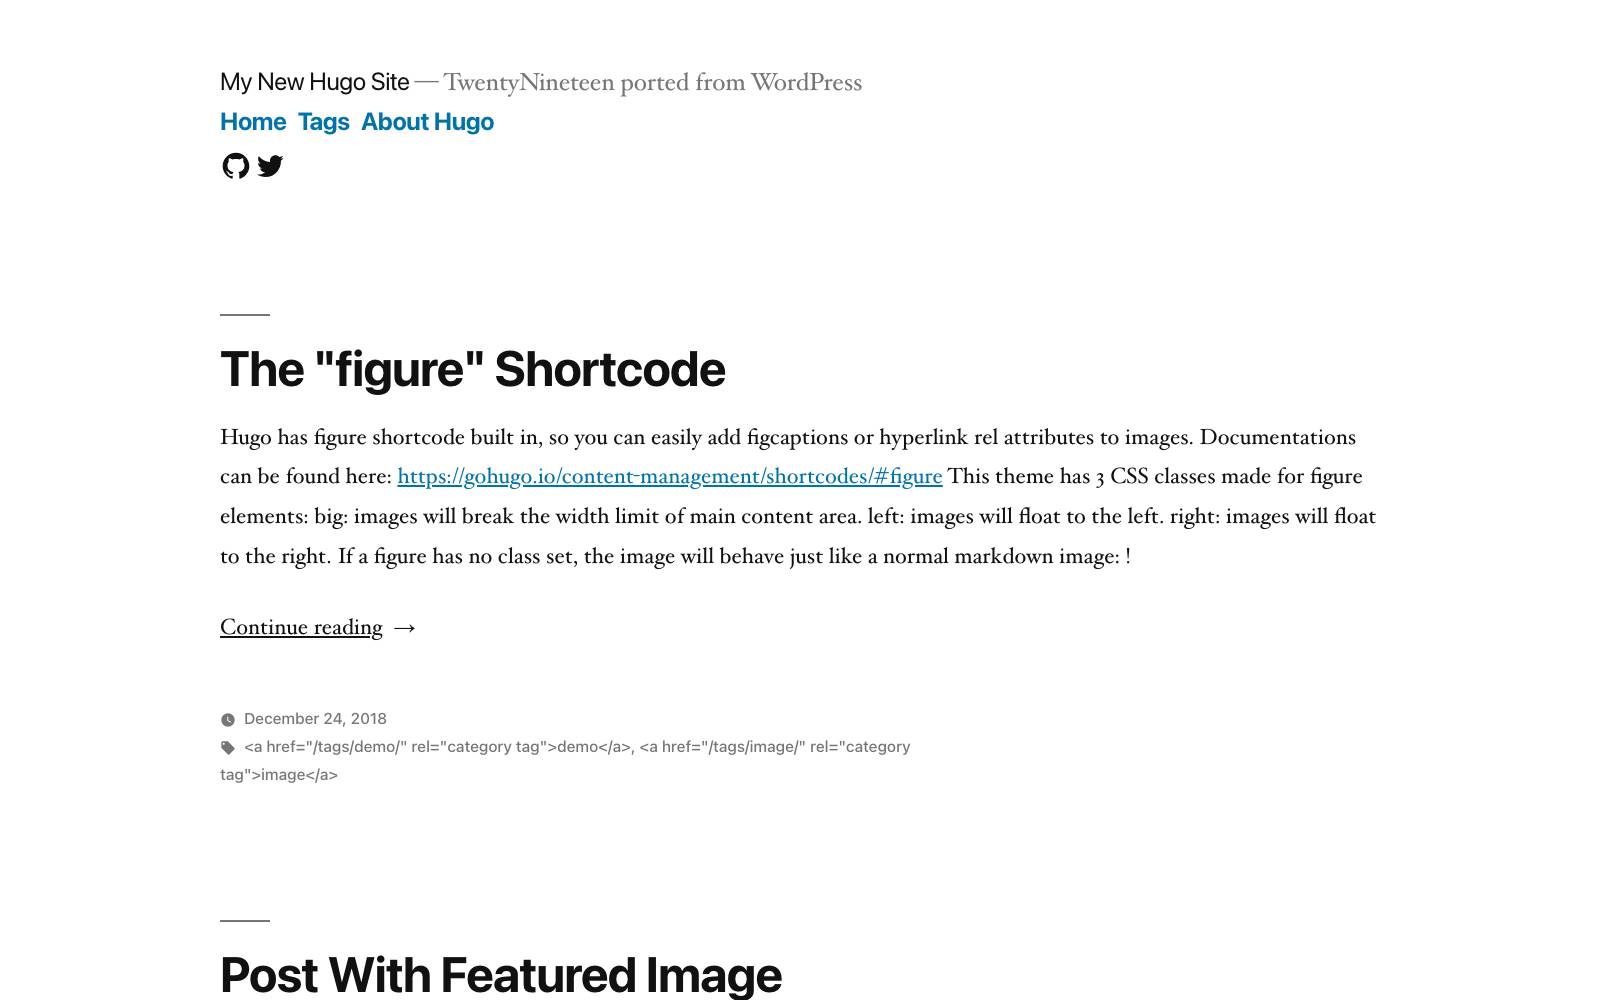 My New Hugo Site — TwentyNineteen ported from WordPress
Home Tags About Hugo
The "figure" Shortcode
Hugo has figure shortcode built in, so you can easily add figcaptions or hyperlink rel attributes to images. Documentations
can be found here: https://gohugo.io/content-management/shortcodes/#figure This theme has 3 CSS classes made for figure
elements: big: images will break the width limit of main content area. left: images will float to the left. right: images will float
to the right. If a figure has no class set, the image will behave just like a normal markdown image: !
Continue reading →
December 24, 2018
<a href="/tags/demo/" rel="category tag">demo</a>, <a href="/tags/image/" rel="category
tag">image</a>
Post With Featured Image